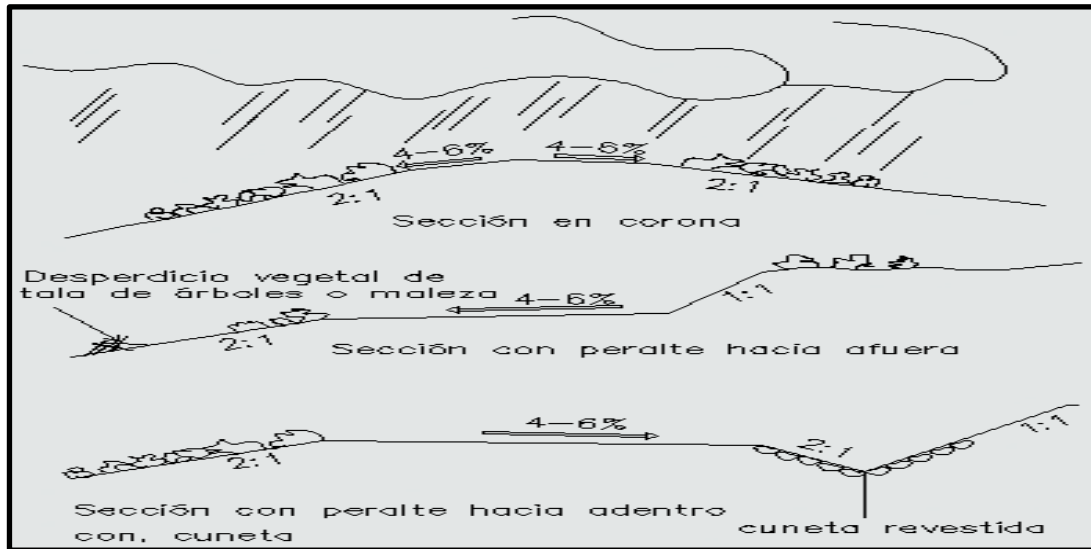 4-6%
4-6%
2:1
2:1
Sección en corona
Desperdicio vegetal de
tala de árboles o maleza
4-6%
1:1
2:1
Sección con peralte hacia afuera
4-6%
2:1
2:1
1:1
Sección con peralte hacia adentro
con, cuneta
cuneta revestida